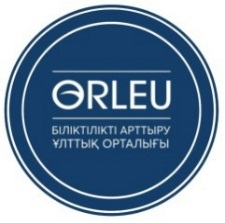 ӨRLEU
БІЛІКТІЛІКТІ АРТТЫРУ
ҰЛТТЫҚ ОРТАЛЫҒЫ